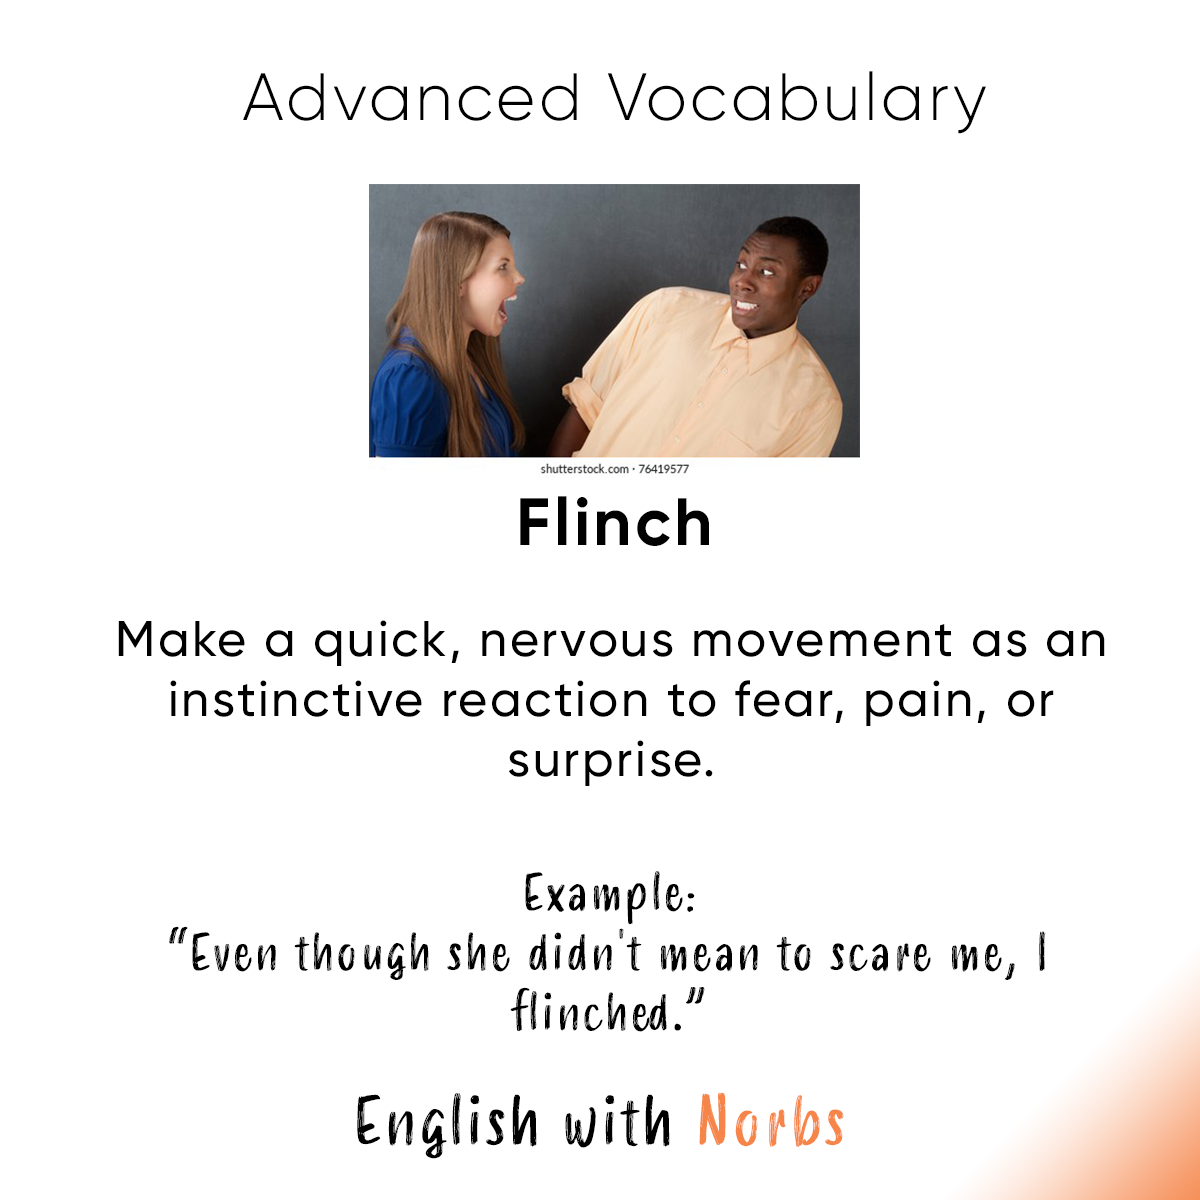 Advanced Vocabulary
shutterstock.com · 76419577
Flinch
Make a quick, nervous movement as an
instinctive reaction to fear, pain, or
surprise.
Example:
“Even though she didn't mean to scare me, I
flinched.”
English with Norbs